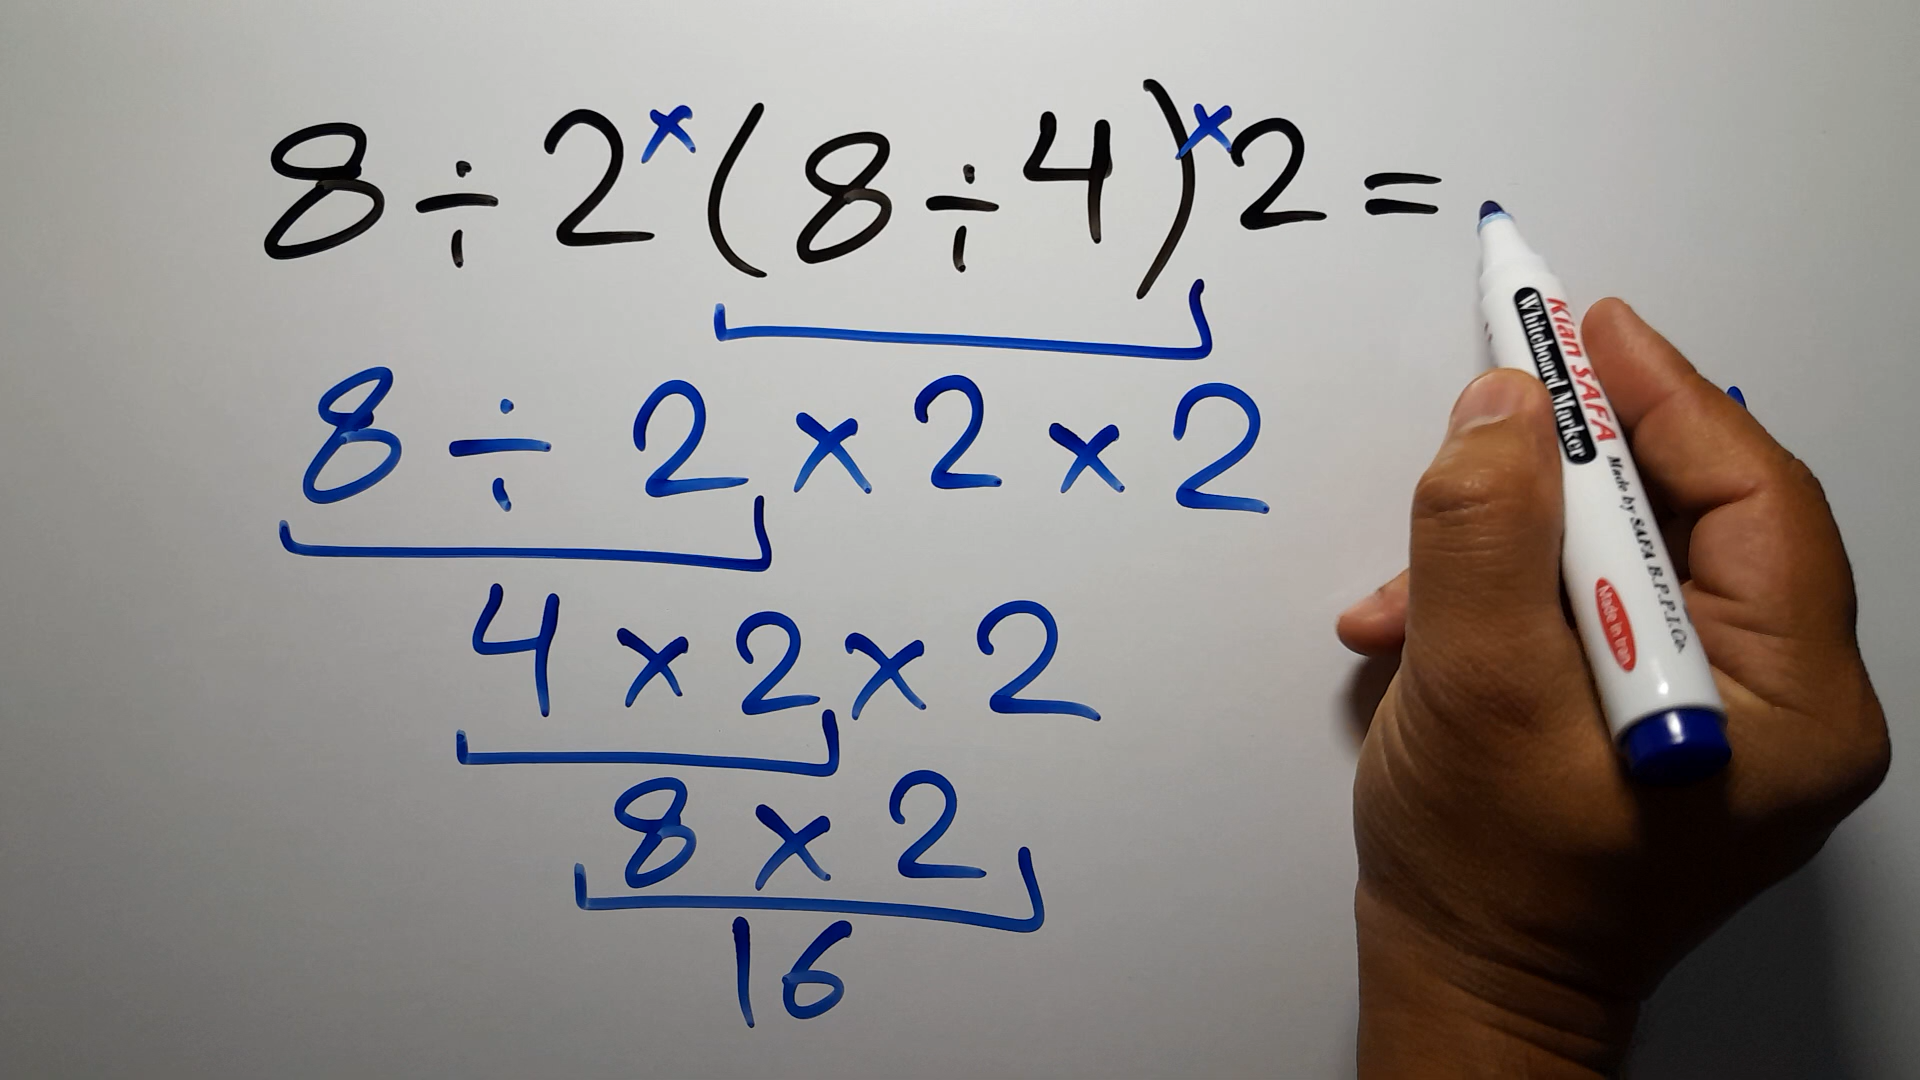 8 ÷ 2 × (8 ÷ 4) × 2 =
8 ÷ 2 × 2 × 2
4 × 2 × 2
8 × 2
16
Kian SAFA
Whiteboard Marker
Made by SAFA B.P.P.I.Co.
Made in Iran